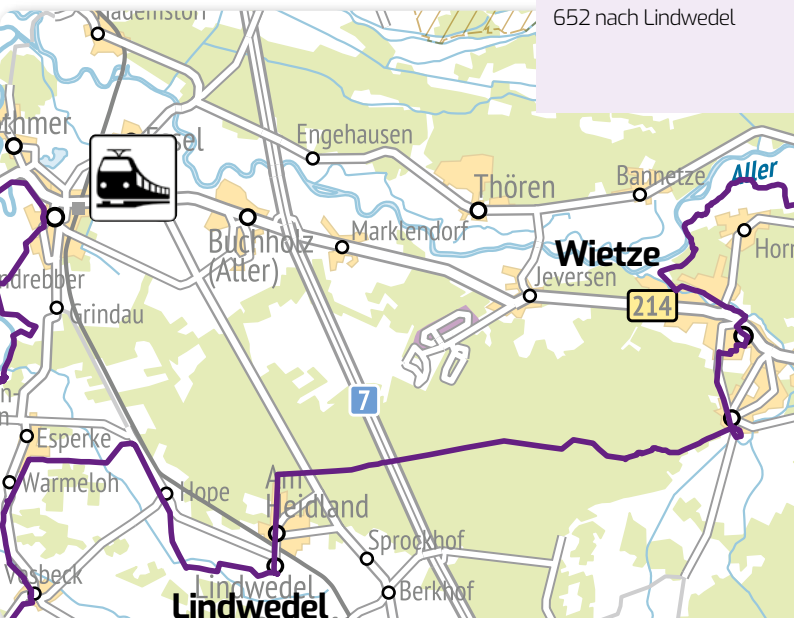 652 nach Lindwedel
Engehausen
Thören
Bannetze
Aller
Buchholz
(Aller)
Marklendorf
Wietze
Jeversen
214
Grindau
7
Esperke
Warmeloh
Hope
Am
Heidland
Sprockhof
Lindwedel
Berkhof
Lindwedel